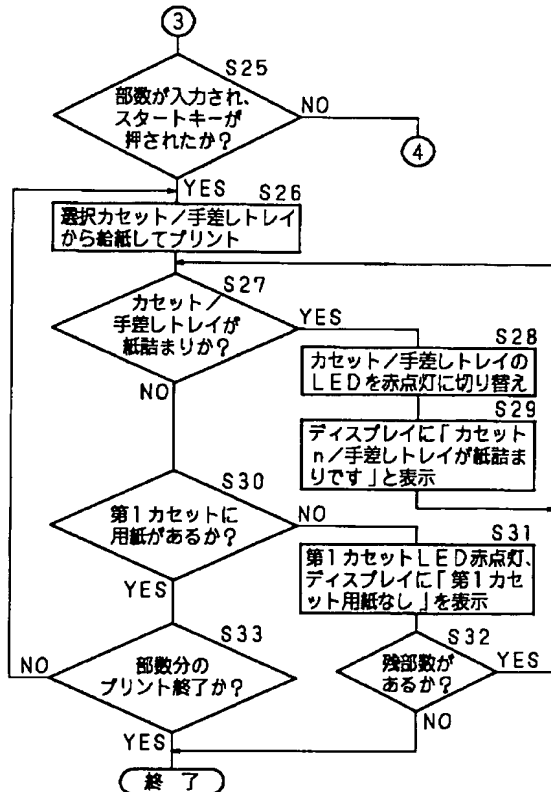 3
S25
部数が入力され、
スタートキーが
押されたか?
NO
4
YES
S26
選択カセット/手差しトレイ
から給紙してプリント
S27
カセット/
手差しトレイが
紙詰まりか?
YES
NO
S28
カセット/手差しトレイの
LEDを赤点灯に切り替え
S29
ディスプレイに「カセット
n/手差しトレイが紙詰ま
りです」と表示
S30
第1カセットに
用紙があるか?
NO
YES
S31
第1カセットLED赤点灯、
ディスプレイに「第1カセ
ット用紙なし」を表示
S32
残部数が
あるか?
YES
NO
S33
部数分の
プリント終了か?
NO
YES
終 了